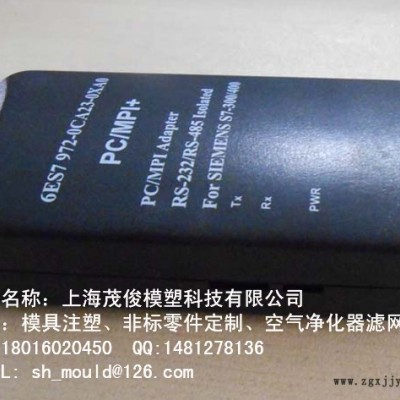 6ES7 972-0CA23-0XA0
PC/MPI+
PC/MPI Adapter
RS-232/RS-485 Isolated
For SIEMENS S7-300/400
Tx
Rx
PWR
名称：上海茂俊模塑科技有限公司
：模具注塑、非标零件定制、空气净化器滤网
18016020450 QQ:1481278136
L: sh_mould@126.com